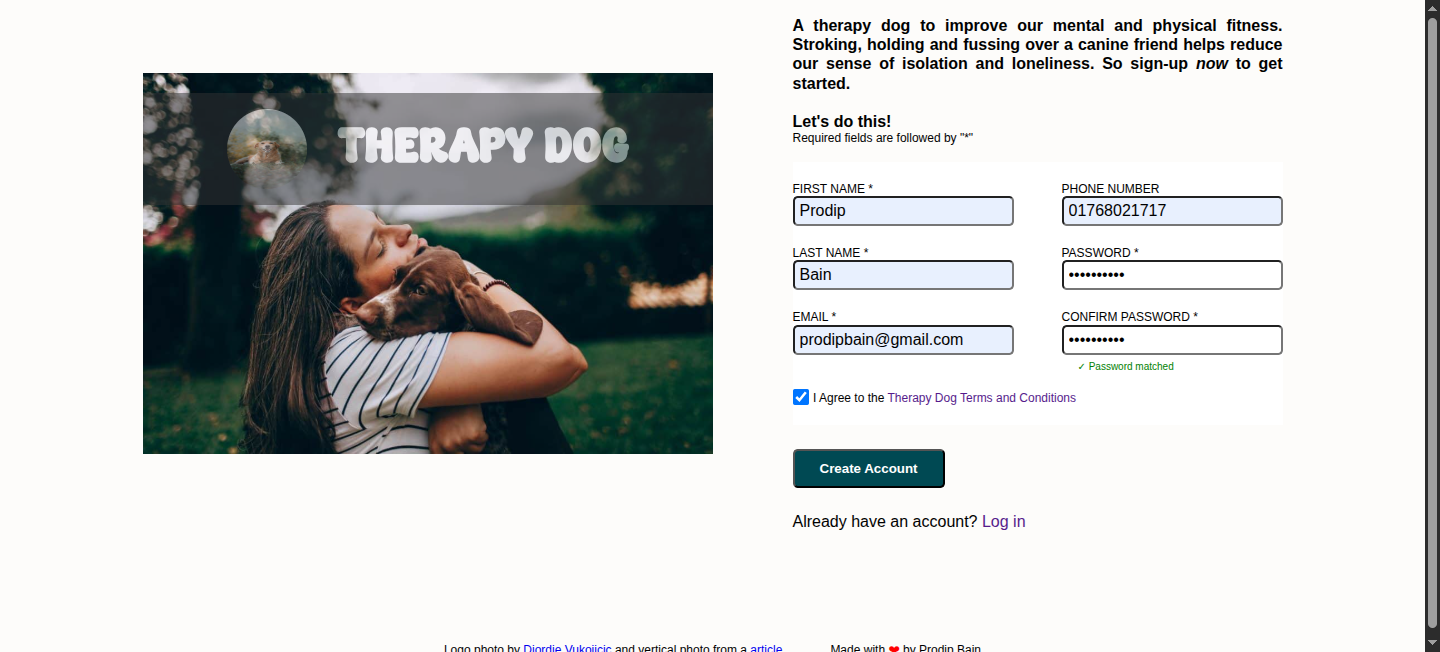 A therapy dog to improve our mental and physical fitness.
Stroking, holding and fussing over a canine friend helps reduce
our sense of isolation and loneliness. So sign-up now to get
started.
THERAPY DOG
Let's do this!
Required fields are followed by "*"
FIRST NAME *
PHONE NUMBER
Prodip
01768021717
LAST NAME *
PASSWORD *
Bain
••••••••••
EMAIL *
CONFIRM PASSWORD *
prodipbain@gmail.com
••••••••••
✓ Password matched
I Agree to the Therapy Dog Terms and Conditions
Create Account
Already have an account? Log in
Logo photo by Djordje Vukojicic and vertical photo from a article
Made with ❤ by Prodip Bain